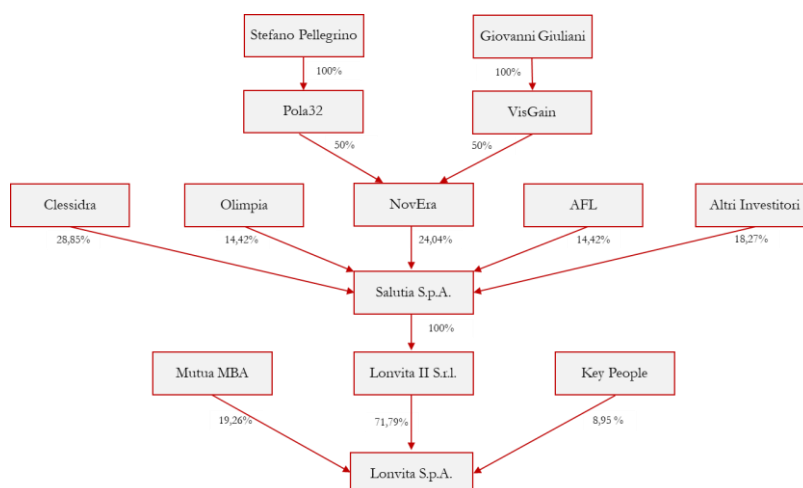 Stefano Pellegrino
Giovanni Giuliani
100%
100%
Pola32
VisGain
50%
50%
Clessidra
Olimpia
NovEra
AFL
Altri Investitori
28,85%
14,42%
24,04%
14,42%
18,27%
Salutia S.p.A.
100%
Mutua MBA
Lonvita II S.r.l.
Key People
19,26%
71,79%
8,95 %
Lonvita S.p.A.